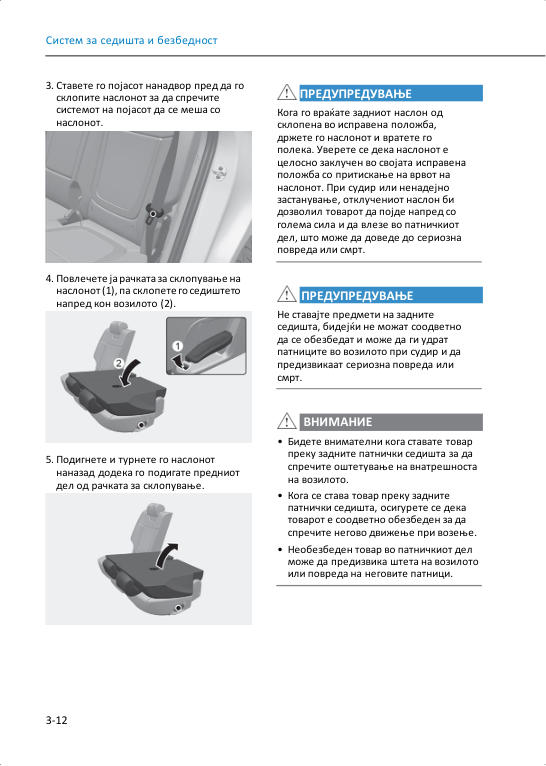 Систем за седишта и безбедност
3. Ставете го појасот нанадвор пред да го
склопите наслонот за да спречите
системот на појасот да се меша со
наслонот.
4. Повлечете ја рачката за склопување на
наслонот (1), па склопете го седиштето
напред кон возилото (2).
1
2
5. Подигнете и турнете го наслонот
наназад додека го подигате предниот
дел од рачката за склопување.
ПРЕДУПРЕДУВАЊЕ
Кога го враќате задниот наслон од
склопена во исправена положба,
држете го наслонот и вратете го
полека. Уверете се дека наслонот е
целосно заклучен во својата исправена
положба со притискање на врвот на
наслонот. При судир или ненадејно
застанување, отклучениот наслон би
дозволил товарот да појде напред со
голема сила и да влезе во патничкиот
дел, што може да доведе до сериозна
повреда или смрт.
ПРЕДУПРЕДУВАЊЕ
Не ставајте предмети на задните
седишта, бидејќи не можат соодветно
да се обезбедат и може да ги удрат
патниците во возилото при судир и да
предизвикаат сериозна повреда или
смрт.
ВНИМАНИЕ
• Бидете внимателни кога ставате товар
преку задните патнички седишта за да
спречите оштетување на внатрешноста
на возилото.
• Кога се става товар преку задните
патнички седишта, осигурете се дека
товарот е соодветно обезбеден за да
спречите негово движење при возење.
• Необезбеден товар во патничкиот дел
може да предизвика штета на возилото
или повреда на неговите патници.
3-12